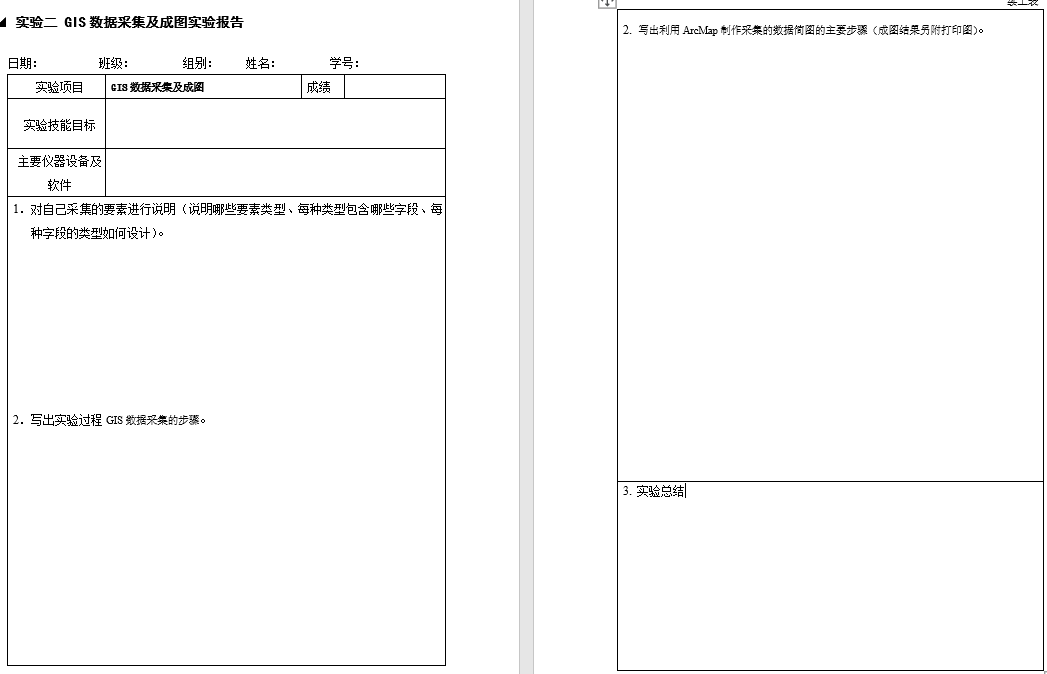 实验二 GIS 数据采集及成图实验报告
日期： 班级： 组别： 姓名： 学号：
实验项目 GIS 数据采集及成图 成绩
实验技能目标
主要仪器设备及
软件
1. 对自己采集的要素进行说明（说明哪些要素类型、每种类型包含哪些字段、每
种字段的类型如何设计）。
2. 写出实验过程 GIS 数据采集的步骤。
2. 写出利用 ArcMap 制作采集的数据简图的主要步骤（成图结果另附打印图）。
3. 实验总结